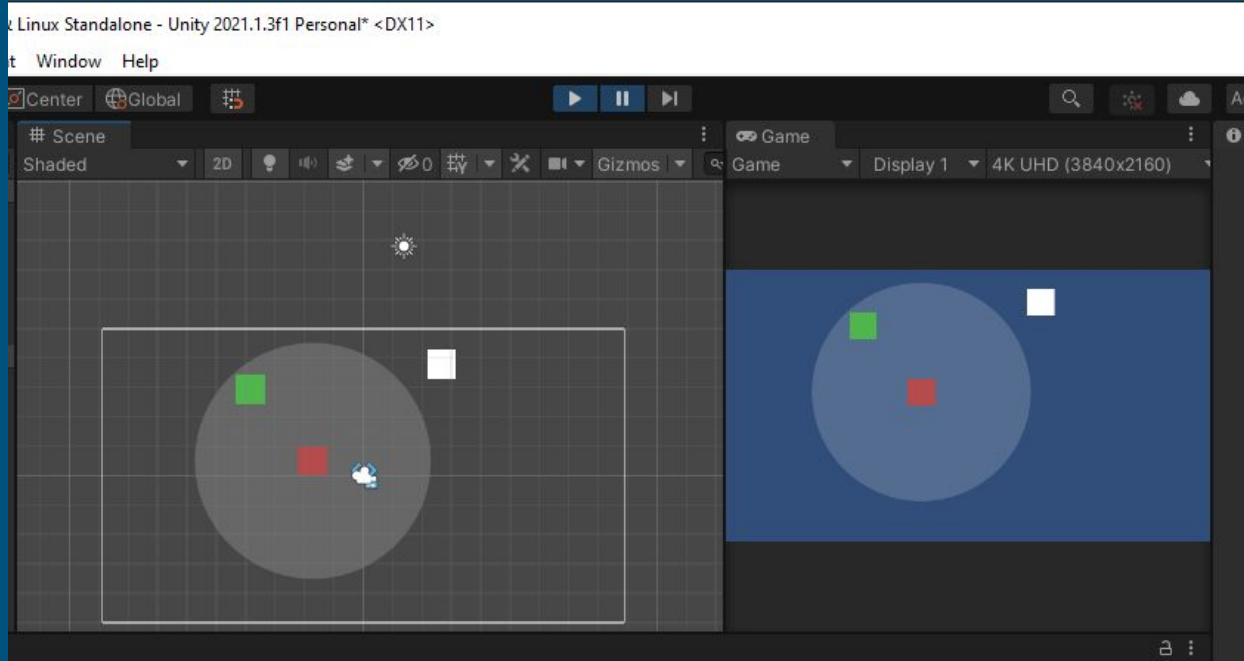 Linux Standalone - Unity 2021.1.3f1 Personal* <DX11>
Window Help
Center Global
Scene Game
Shaded 2D 0 Gizmos Game Display 1 4K UHD (3840x2160)